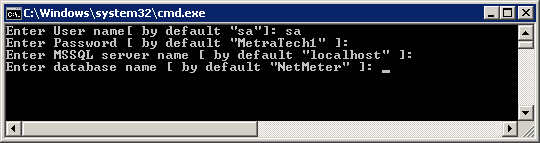 C:\Windows\system32\cmd.exe
Enter User name[ by default "sa"]: sa
Enter Password [ by default "MetraTech1" ]:
Enter MSSQL server name [ by default "localhost" ]:
Enter database name [ by default "NetMeter" ]: _